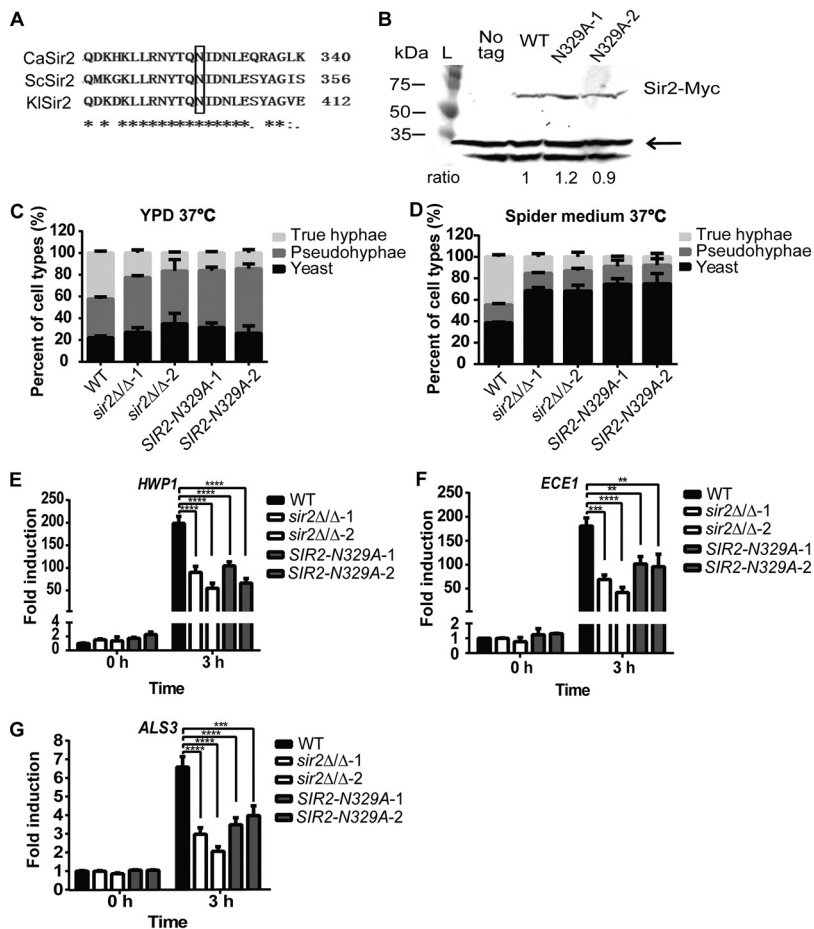 A
CaSir2 QDKHKLLRNYTQNIDNLEQRAGLK 340
ScSir2 QMKGKLLRNYTQNIDNLESYAGIS 356
KlSir2 QDKDKLLRNYTQNIDNLESYAGVE 412
* * **************. **:.
B
No tag WT N329A-1 N329A-2
kDa L
75
50
35
Sir2-Myc
ratio 1 1.2 0.9
C
YPD 37°C
Percent of cell types (%)
120
100
80
60
40
20
0
True hyphae
Pseudohyphae
Yeast
WT
sir2Δ/Δ-1
sir2Δ/Δ-2
SIR2-N329A-1
SIR2-N329A-2
D
Spider medium 37°C
Percent of cell types (%)
120
100
80
60
40
20
0
True hyphae
Pseudohyphae
Yeast
WT
sir2Δ/Δ-1
sir2Δ/Δ-2
SIR2-N329A-1
SIR2-N329A-2
E
HWP1
Fold induction
250
200
150
100
50
4
2
0
****
****
****
****
0 h 3 h
Time
WT
sir2Δ/Δ-1
sir2Δ/Δ-2
SIR2-N329A-1
SIR2-N329A-2
F
ECE1
Fold induction
250
200
150
100
50
2
1
0
**
**
****
***
0 h 3 h
Time
WT
sir2Δ/Δ-1
sir2Δ/Δ-2
SIR2-N329A-1
SIR2-N329A-2
G
ALS3
Fold induction
8
7
6
5
4
3
2
1
0
***
****
****
****
0 h 3 h
Time
WT
sir2Δ/Δ-1
sir2Δ/Δ-2
SIR2-N329A-1
SIR2-N329A-2